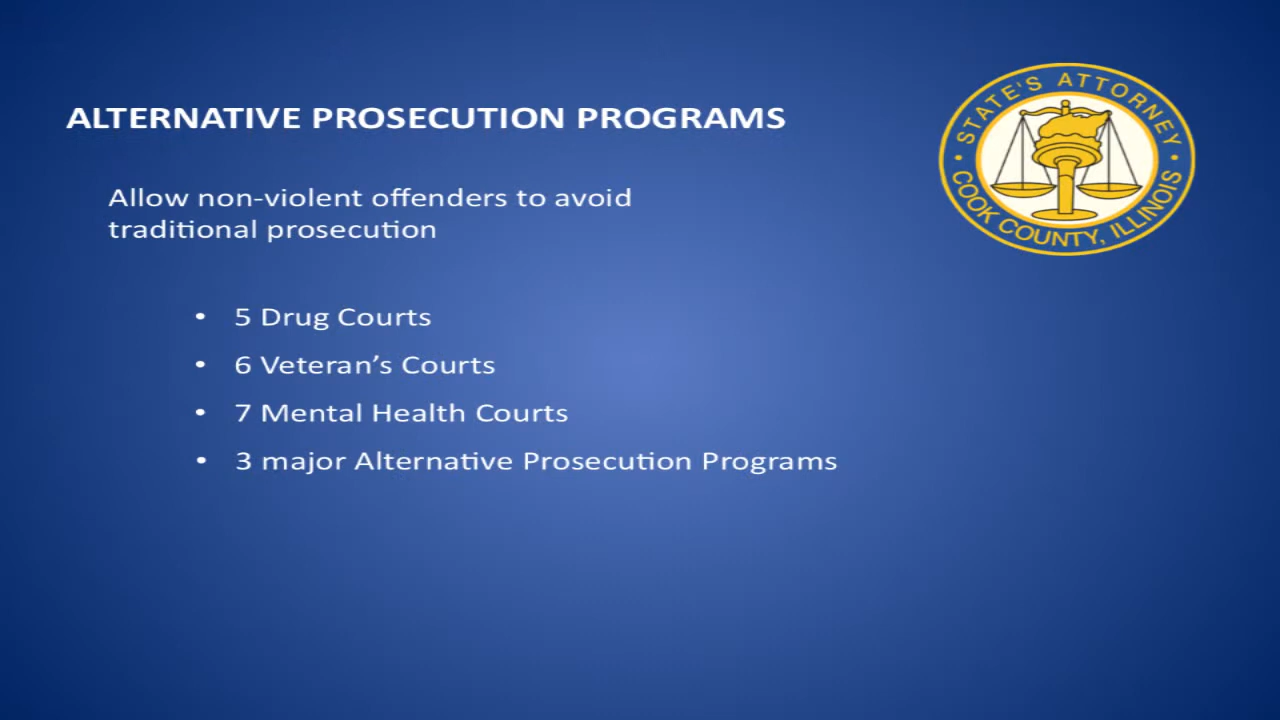 ALTERNATIVE PROSECUTION PROGRAMS
STATE'S ATTORNEY
COOK COUNTY, ILLINOIS
Allow non-violent offenders to avoid
traditional prosecution
• 5 Drug Courts
• 6 Veteran’s Courts
• 7 Mental Health Courts
• 3 major Alternative Prosecution Programs